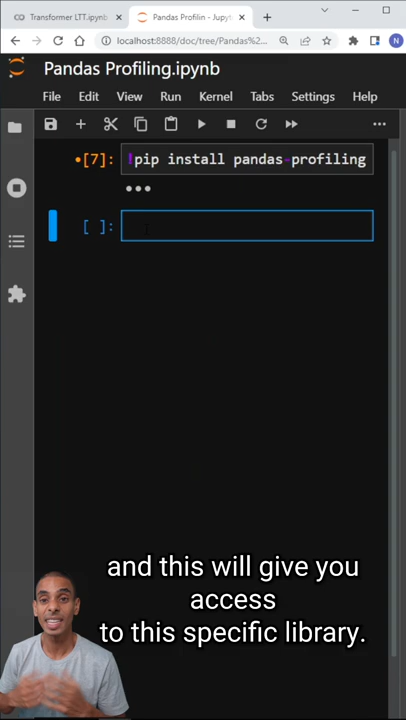 Transformer LTT.ipynb
Pandas Profilin - Jupyt
localhost:8888/doc/tree/Pandas%2...
N
Pandas Profiling.ipynb
File Edit View Run Kernel Tabs Settings Help
[7]: !pip install pandas-profiling
[ ]:
and this will give you
access
to this specific library.